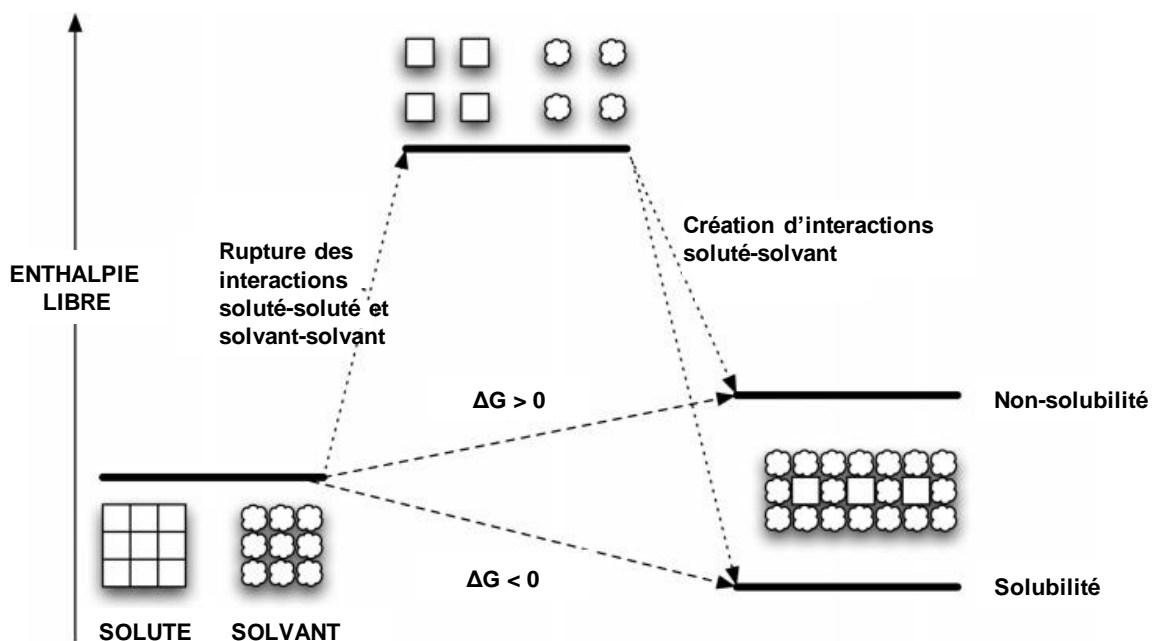 Création d’interactions
soluté-solvant
Rupture des
interactions
soluté-soluté et
solvant-solvant
ENTHALPIE
LIBRE
ΔG > 0
Non-solubilité
ΔG < 0
Solubilité
SOLUTE
SOLVANT